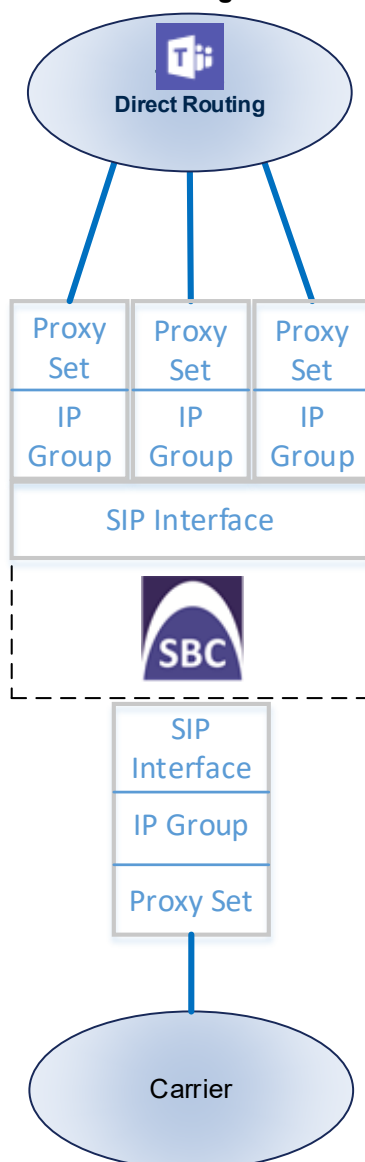 Direct Routing
Proxy
Set
Proxy
Set
Proxy
Set
IP
Group
IP
Group
IP
Group
SIP Interface
SBC
SIP
Interface
IP Group
Proxy Set
Carrier